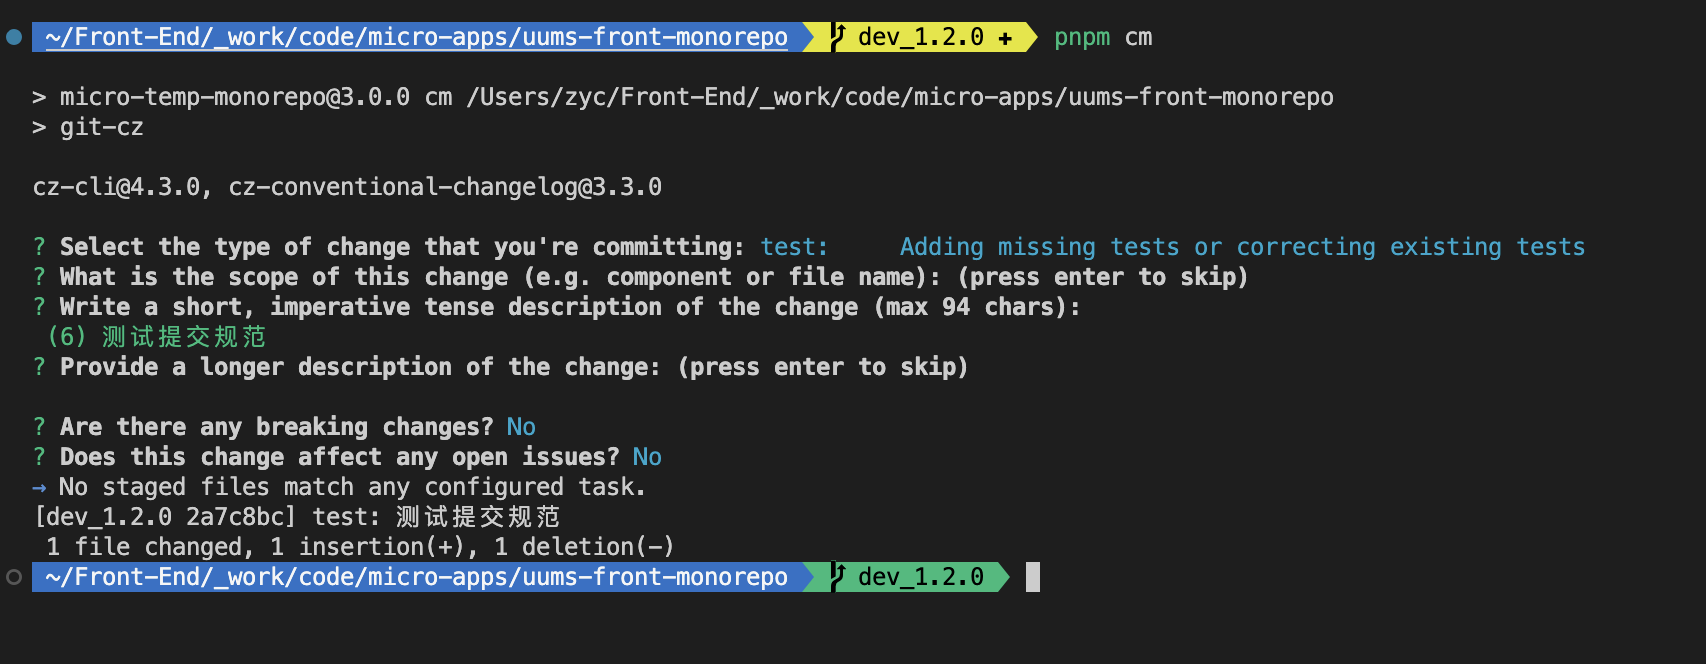 ~/Front-End/_work/code/micro-apps/uums-front-monorepo dev_1.2.0 + pnpm cm
> micro-temp-monorepo@3.0.0 cm /Users/zyc/Front-End/_work/code/micro-apps/uums-front-monorepo
> git-cz
cz-cli@4.3.0, cz-conventional-changelog@3.3.0
? Select the type of change that you're committing: test: Adding missing tests or correcting existing tests
? What is the scope of this change (e.g. component or file name): (press enter to skip)
? Write a short, imperative tense description of the change (max 94 chars):
(6) 测试提交规范
? Provide a longer description of the change: (press enter to skip)
? Are there any breaking changes? No
? Does this change affect any open issues? No
→ No staged files match any configured task.
[dev_1.2.0 2a7c8bc] test: 测试提交规范
1 file changed, 1 insertion(+), 1 deletion(-)
~/Front-End/_work/code/micro-apps/uums-front-monorepo dev_1.2.0